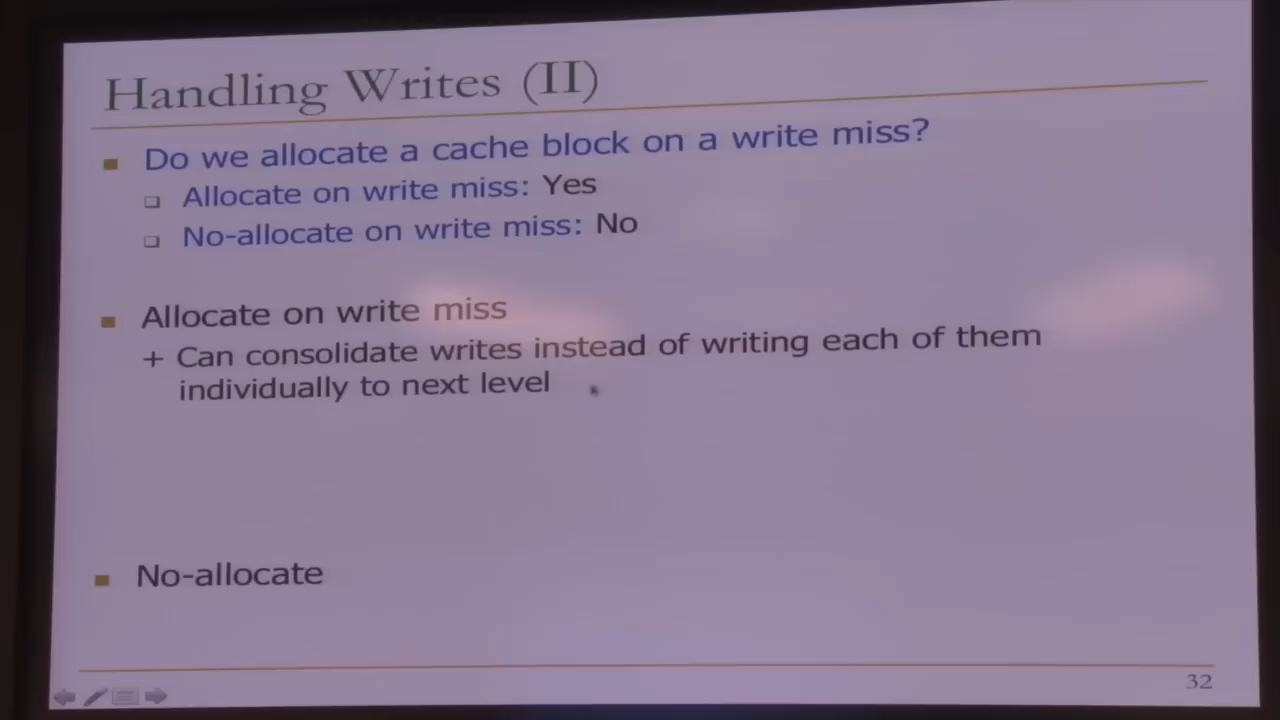 Handling Writes (II)
Do we allocate a cache block on a write miss?
Allocate on write miss: Yes
No-allocate on write miss: No
Allocate on write miss
+ Can consolidate writes instead of writing each of them
individually to next level
No-allocate
32